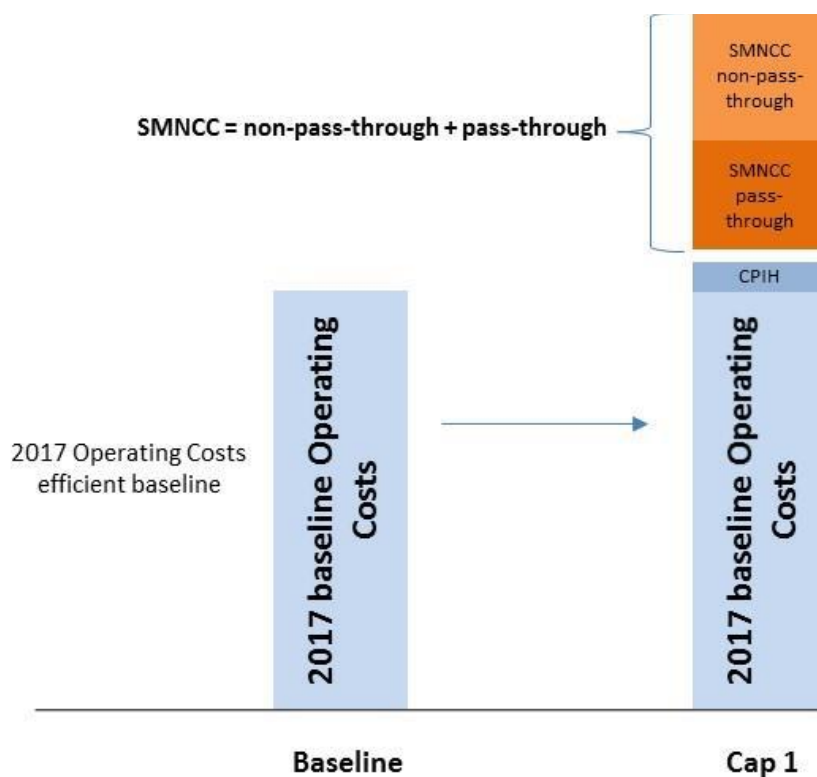 SMNCC
non-pass-
through
SMNCC = non-pass-through + pass-through
SMNCC
pass-
through
CPIH
2017 Operating Costs
efficient baseline
2017 baseline Operating
Costs
2017 baseline Operating
Costs
Baseline
Cap 1